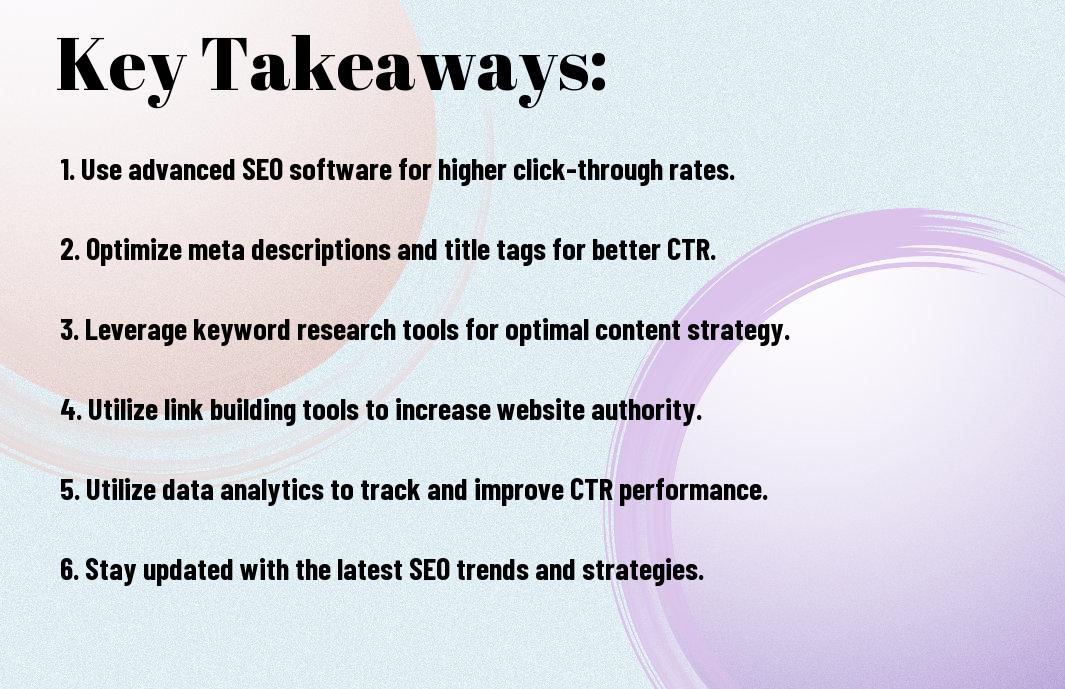 Key Takeaways:
1. Use advanced SEO software for higher click-through rates.
2. Optimize meta descriptions and title tags for better CTR.
3. Leverage keyword research tools for optimal content strategy.
4. Utilize link building tools to increase website authority.
5. Utilize data analytics to track and improve CTR performance.
6. Stay updated with the latest SEO trends and strategies.